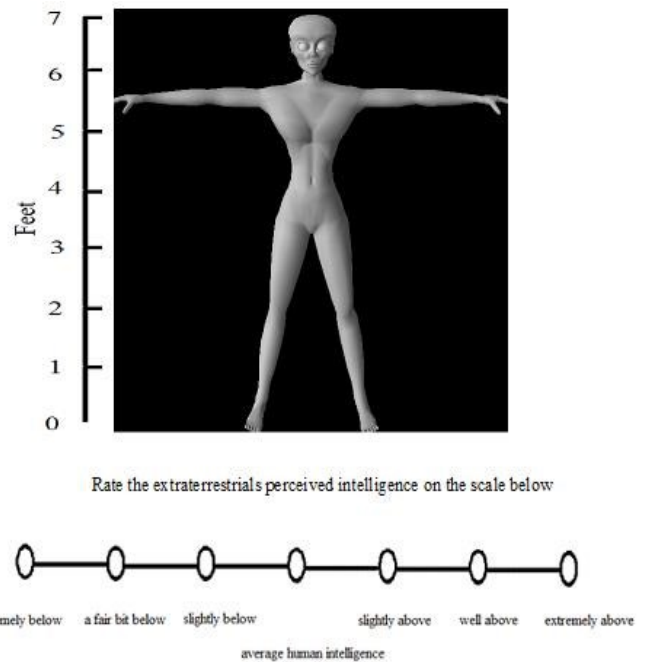 7
6
5
4
3
2
1
0
Feet
Rate the extraterrestrials perceived intelligence on the scale below
mely below a fair bit below slightly below slightly above well above extremely above
average human intelligence